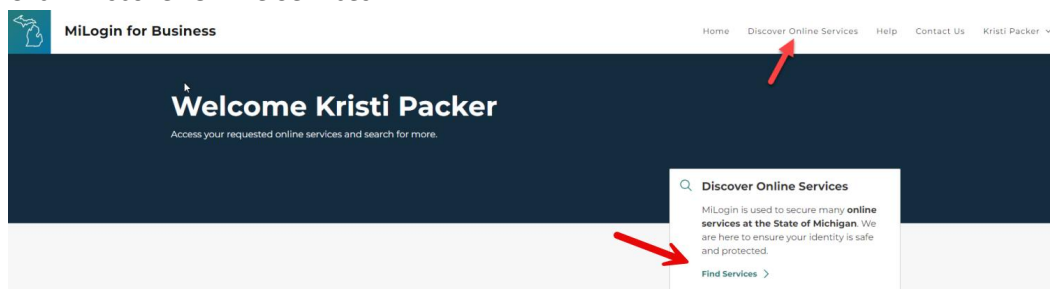 MiLogin for Business
Home Discover Online Services Help Contact Us Kristi Packer
Welcome Kristi Packer
Access your requested online services and search for more.
Discover Online Services
MiLogin is used to secure many online
services at the State of Michigan. We
are here to ensure your identity is safe
and protected.
Find Services >